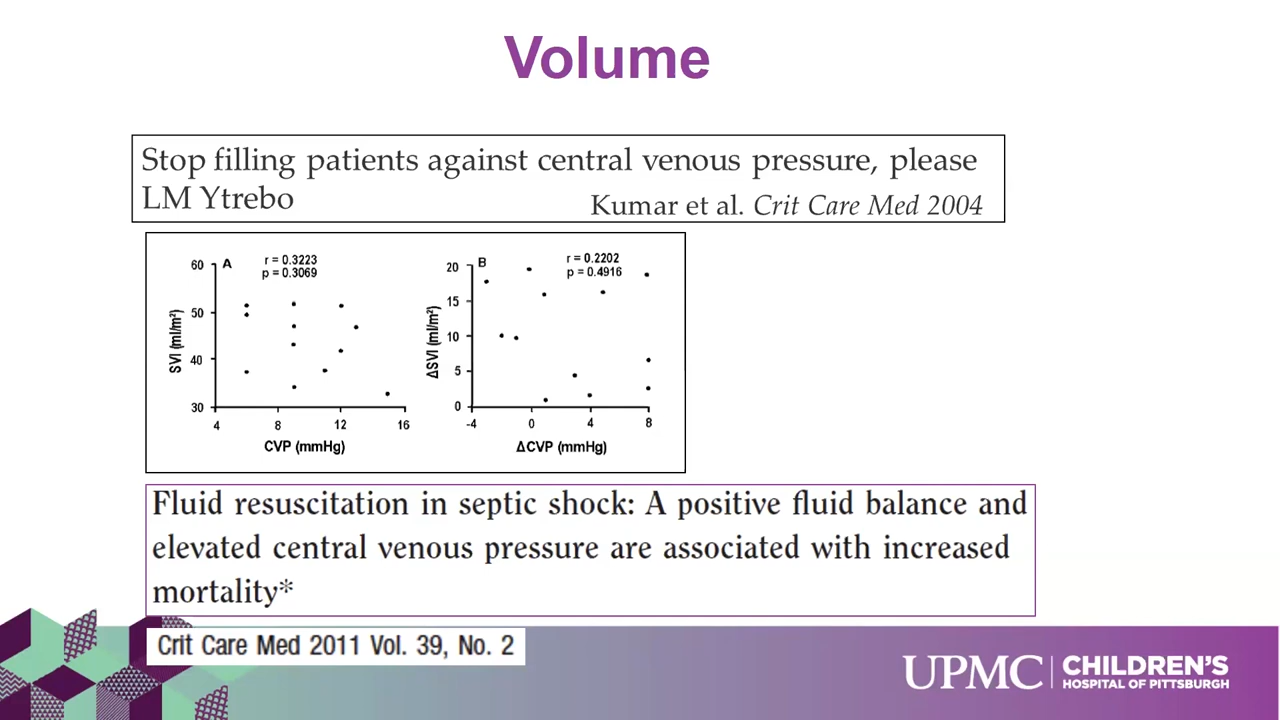 Volume
Stop filling patients against central venous pressure, please
LM Ytrebo
Kumar et al. Crit Care Med 2004
A
r = 0.3223
p = 0.3069
60
50
40
30
SVI (ml/m²)
4 8 12 16
CVP (mmHg)
B
r = 0.2202
p = 0.4916
20
15
10
5
0
ΔSVI (ml/m²)
-4 0 4 8
ΔCVP (mmHg)
Fluid resuscitation in septic shock: A positive fluid balance and
elevated central venous pressure are associated with increased
mortality*
Crit Care Med 2011 Vol. 39, No. 2
UPMC CHILDREN'S
HOSPITAL OF PITTSBURGH